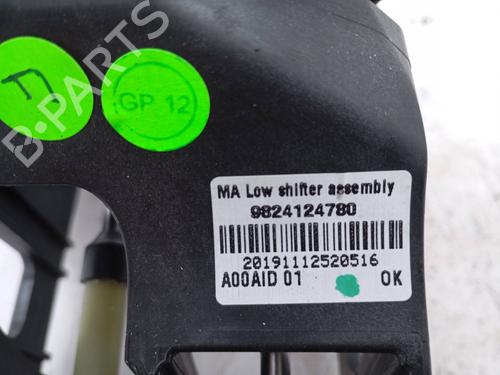 B-PARTS
F
GP 12
MA Low shifter assembly
9824124780
20191112520516
A00AID 01
OK